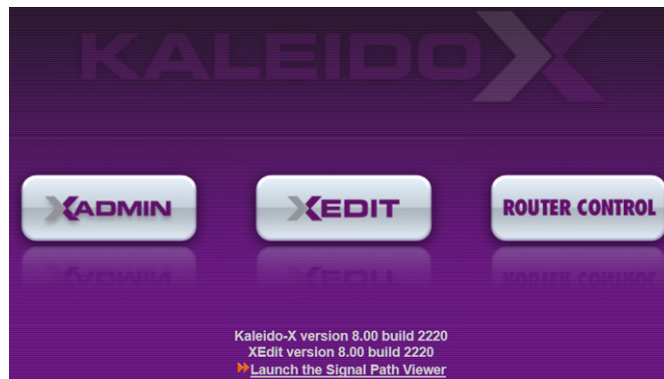 KALEIDO X
XADMIN
XEDIT
ROUTER CONTROL
Kaleido-X version 8.00 build 2220
XEdit version 8.00 build 2220
Launch the Signal Path Viewer